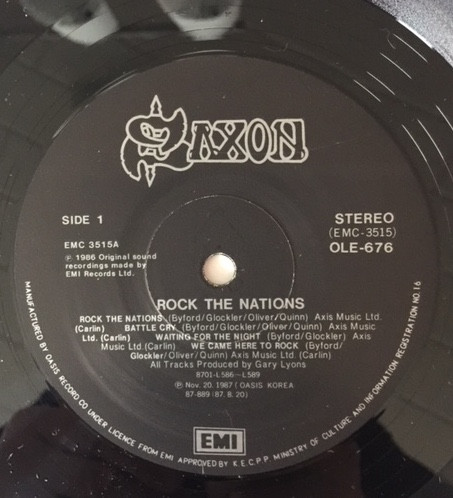 SAXON
SIDE 1
STEREO
(EMC-3515)
OLE-676
EMC 3515A
℗ 1986 Original sound
recordings made by
EMI Records Ltd.
ROCK THE NATIONS
ROCK THE NATIONS (Byford/Glockler/Oliver/Quinn) Axis Music Ltd.
(Carlin) BATTLE CRY (Byford/Glockler/Oliver/Quinn) Axis Music
Ltd. (Carlin) WAITING FOR THE NIGHT (Byford/Glockler) Axis
Music Ltd.(Carlin) WE CAME HERE TO ROCK (Byford/
Glockler/Oliver/Quinn) Axis Music Ltd. (Carlin)
All Tracks Produced by Gary Lyons
8701-L586~L589
℗ Nov. 20. 1987 (OASIS KOREA
87-889 (87. 8. 20)
EMI
MANUFACTURED BY OASIS RECORD CO UNDER LICENCE FROM EMI APPROVED BY K.E.C.P.P. MINISTRY OF CULTURE AND INFORMATION REGISTRATION NO.16